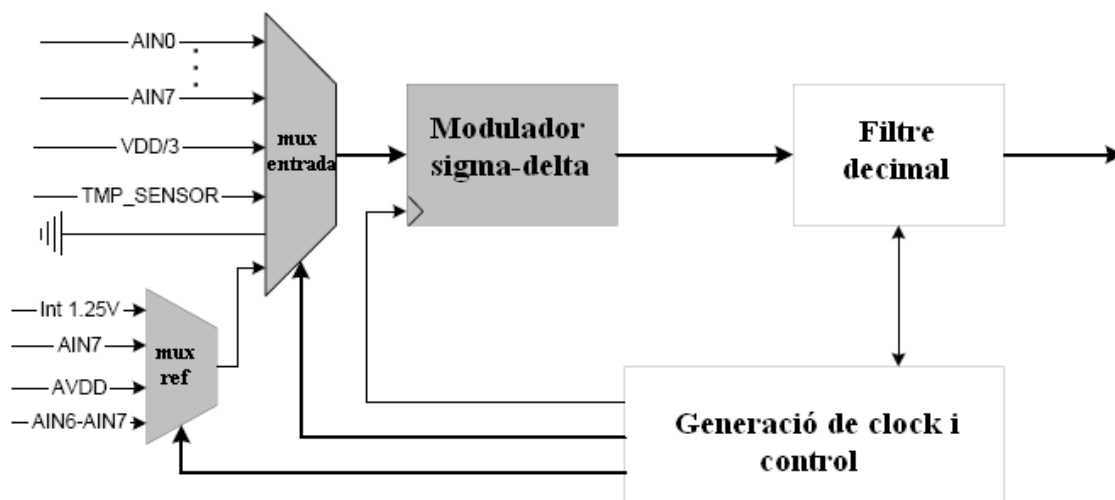 AIN0
AIN7
VDD/3
TMP_SENSOR
mux
entrada
Modulador
sigma-delta
Filtre
decimal
Int 1.25V
AIN7
AVDD
AIN6-AIN7
mux
ref
Generació de clock i
control